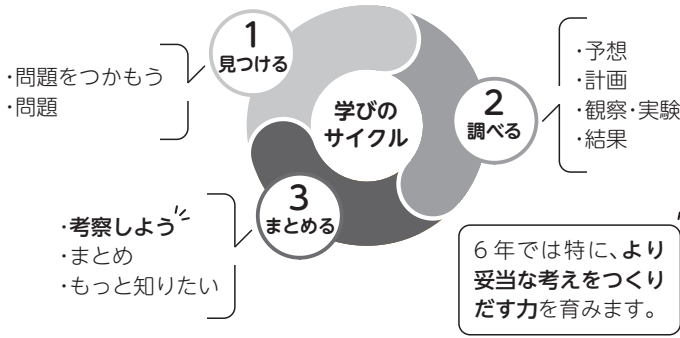 1
見つける
・問題をつかもう
・問題
学びの
サイクル
2
調べる
・予想
・計画
・観察・実験
・結果
3
まとめる
・考察しよう
・まとめ
・もっと知りたい
6年では特に、より
妥当な考えをつくり
だす力を育みます。